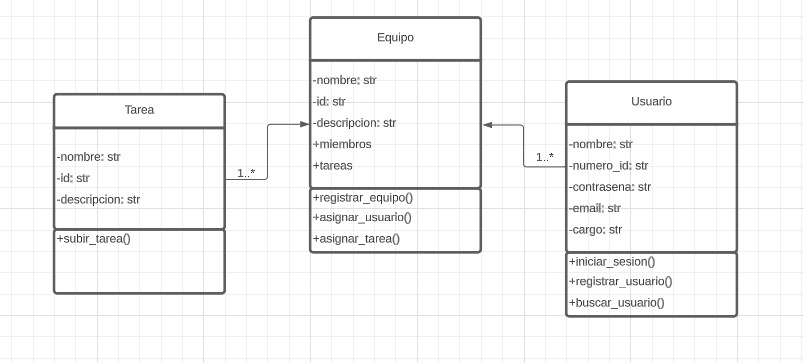 Tarea
-nombre: str
-id: str
-descripcion: str
+subir_tarea()
1..*
Equipo
-nombre: str
-id: str
-descripcion: str
+miembros
+tareas
+registrar_equipo()
+asignar_usuario()
+asignar_tarea()
1..*
Usuario
-nombre: str
-numero_id: str
-contrasena: str
-email: str
-cargo: str
+iniciar_sesion()
+registrar_usuario()
+buscar_usuario()